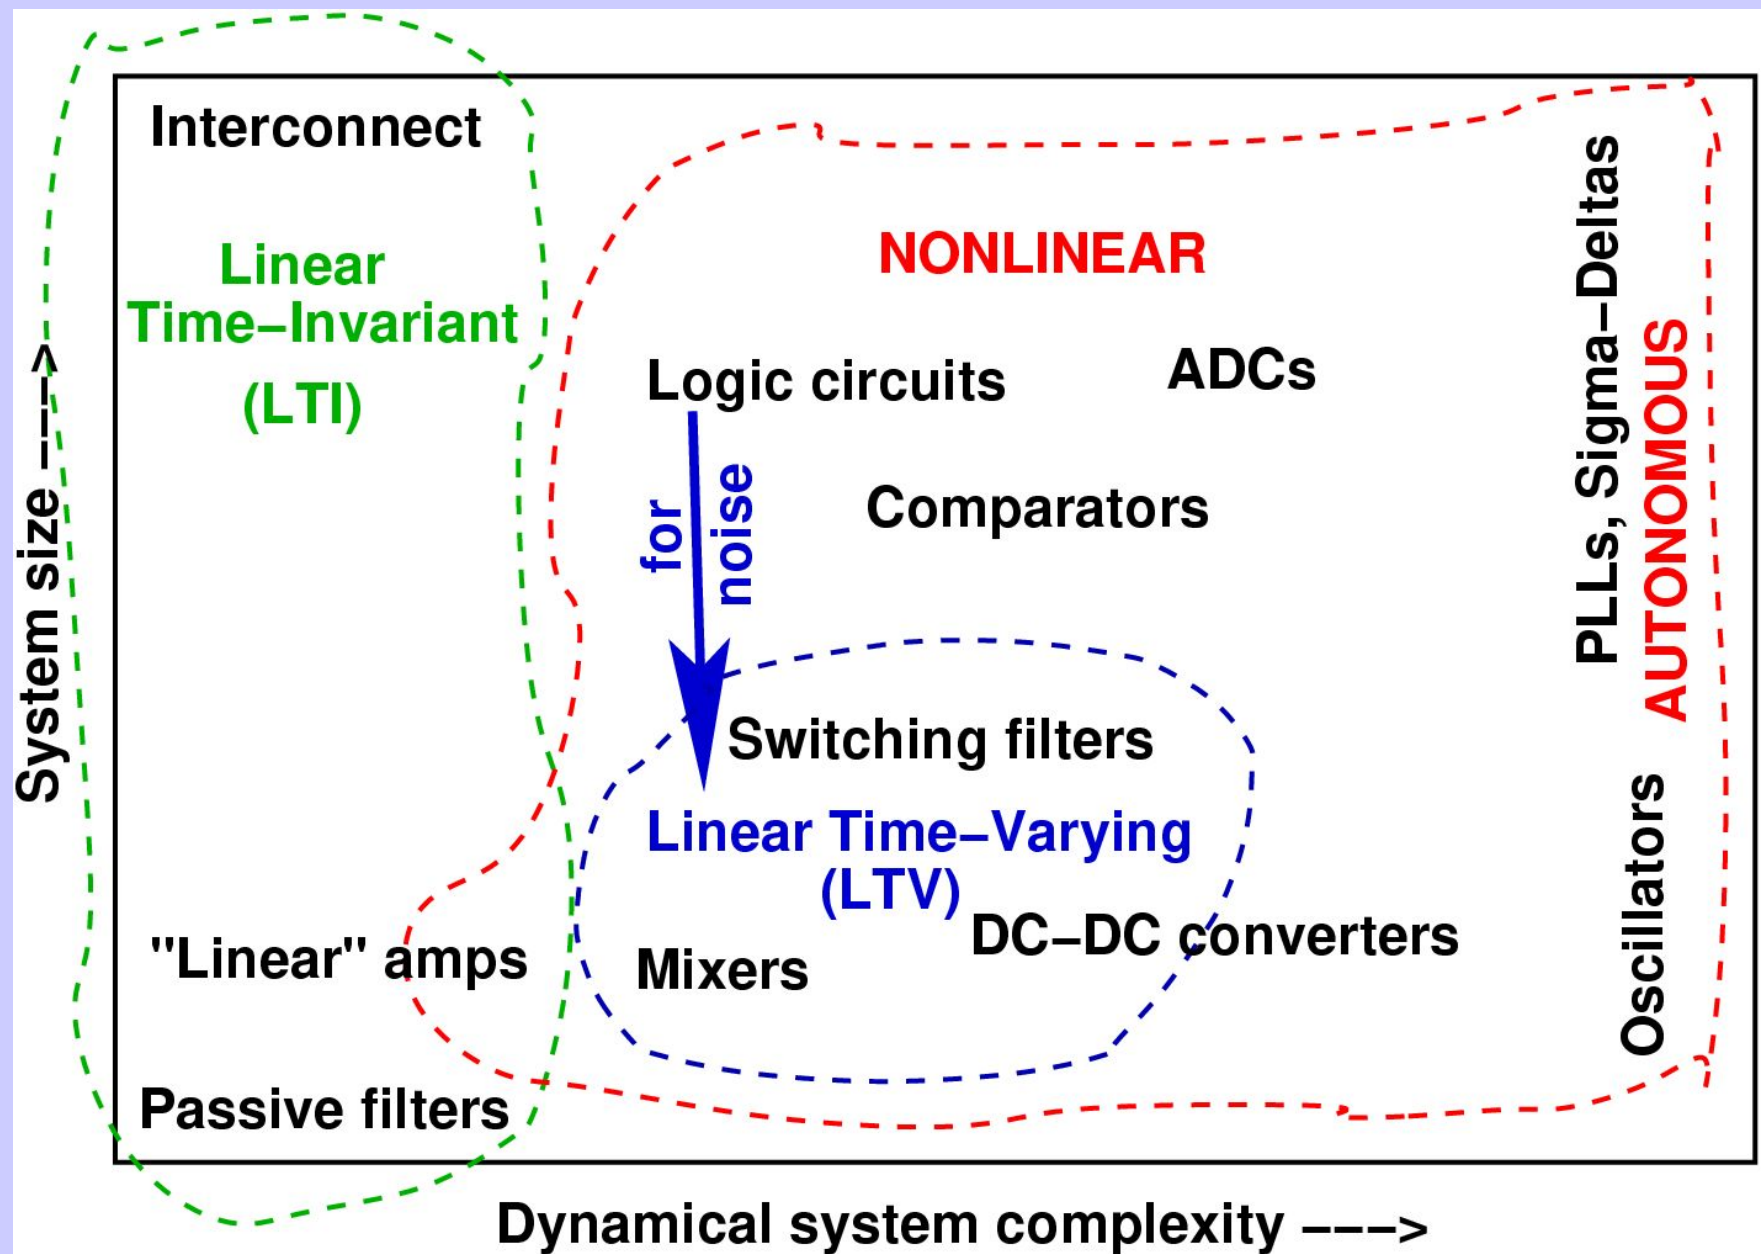 Interconnect
Linear
Time–Invariant
(LTI)
NONLINEAR
Logic circuits
ADCs
for
noise
Comparators
PLLs, Sigma–Deltas
AUTONOMOUS
System size –––>
Switching filters
Linear Time–Varying
(LTV)
DC–DC converters
"Linear" amps
Mixers
Oscillators
Passive filters
Dynamical system complexity –––>